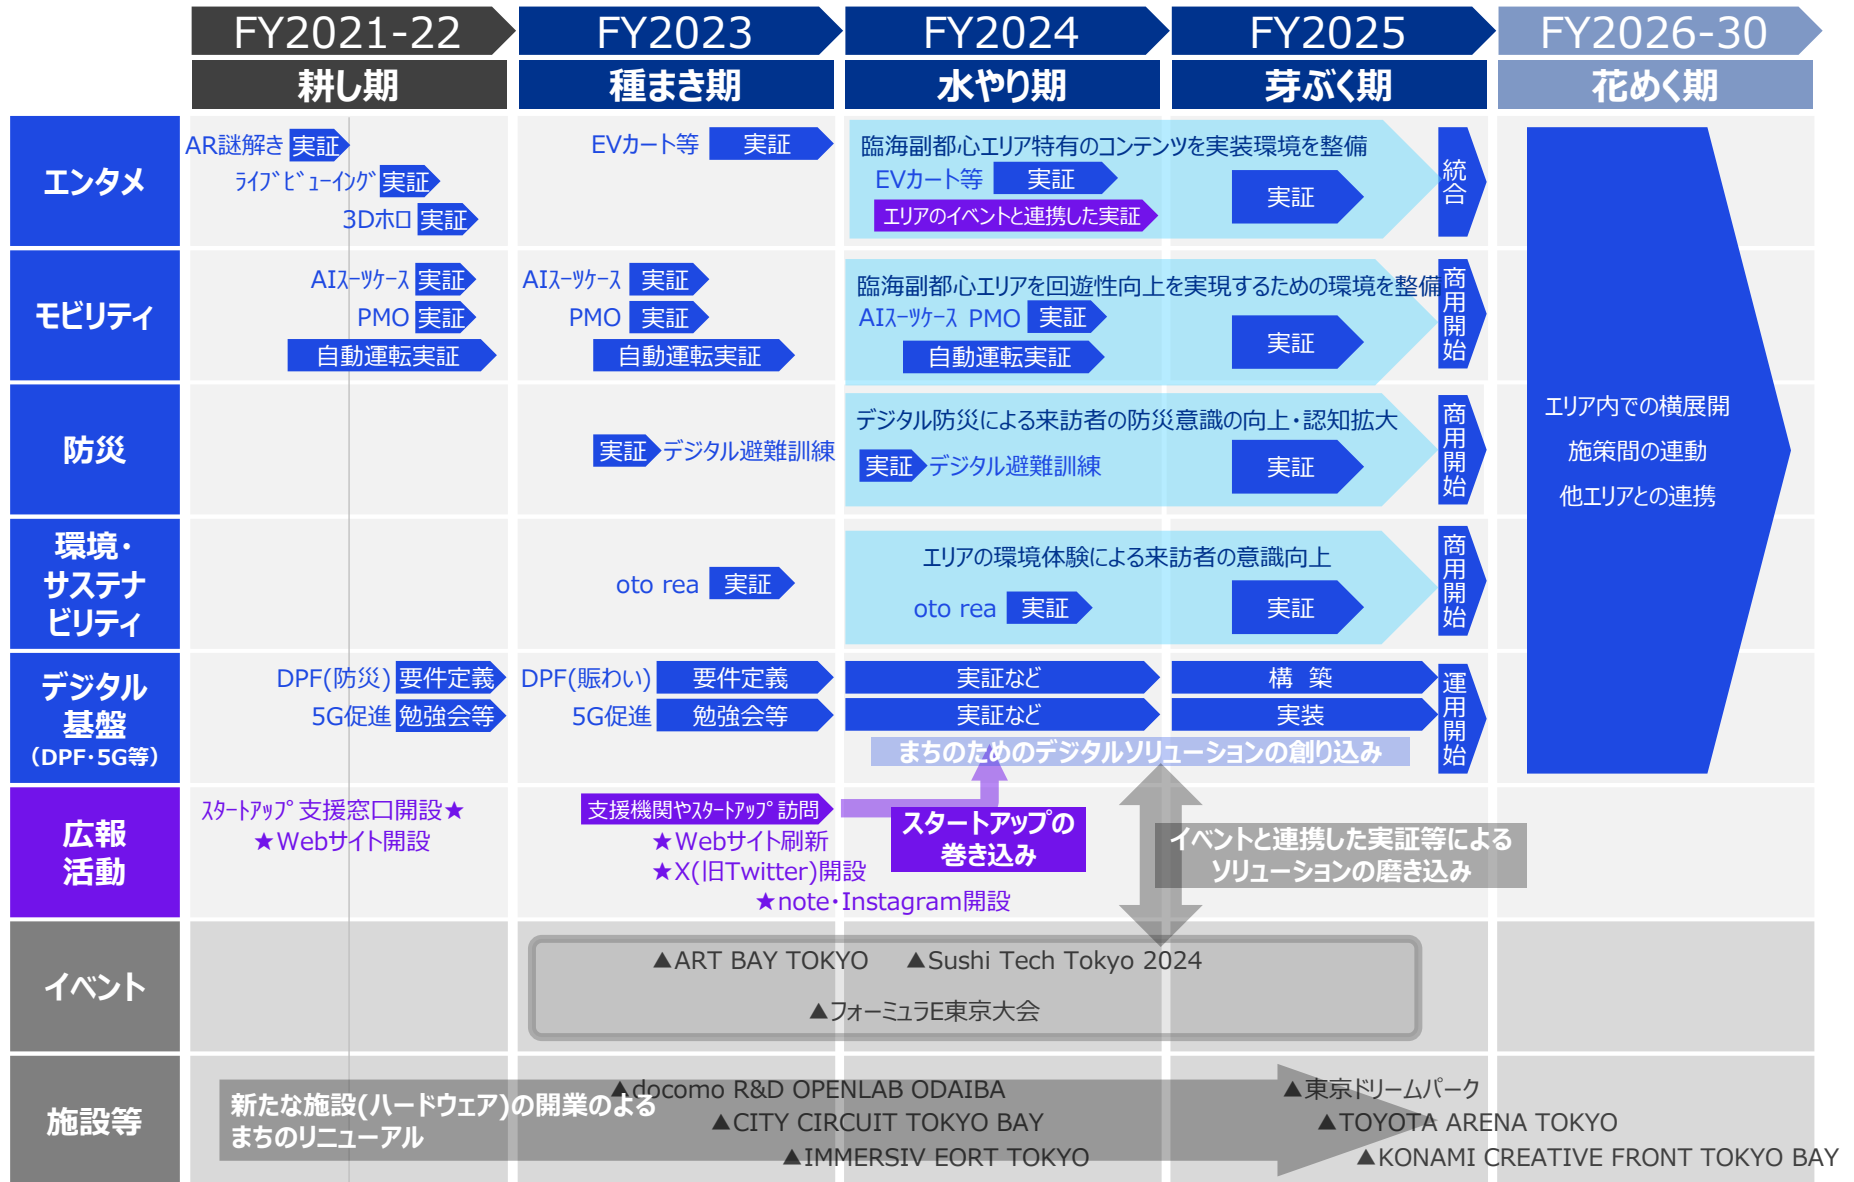 FY2021-22
FY2023
FY2024
FY2025
FY2026-30
耕し期
種まき期
水やり期
芽ぶく期
花めく期
エンタメ
AR謎解き 実証
ﾗｲﾌﾞﾋﾞｭｰｲﾝｸﾞ 実証
3Dホロ 実証
EVカート等 実証
臨海副都心エリア特有のコンテンツを実装環境を整備
EVカート等 実証
エリアのイベントと連携した実証
実証
統合
モビリティ
AIｽｰﾂｹｰｽ 実証
PMO 実証
自動運転実証
AIｽｰﾂｹｰｽ 実証
PMO 実証
自動運転実証
臨海副都心エリアを回遊性向上を実現するための環境を整備
AIｽｰﾂｹｰｽ PMO 実証
自動運転実証
実証
商用開始
防災
実証 デジタル避難訓練
デジタル防災による来訪者の防災意識の向上・認知拡大
実証 デジタル避難訓練
実証
商用開始
環境・
サステナ
ビリティ
oto rea 実証
エリアの環境体験による来訪者の意識向上
oto rea 実証
実証
商用開始
エリア内での横展開
施策間の連動
他エリアとの連携
デジタル
基盤
（DPF・5G等）
DPF(防災) 要件定義
5G促進 勉強会等
DPF(賑わい) 要件定義
5G促進 勉強会等
実証など
実証など
構 築
実装
運用開始
まちのためのデジタルソリューションの創り込み
広報
活動
ｽﾀｰﾄｱｯﾌﾟ支援窓口開設★
★Webサイト開設
支援機関やｽﾀｰﾄｱｯﾌﾟ訪問
★Webサイト刷新
★X(旧Twitter)開設
★note・Instagram開設
スタートアップの
巻き込み
イベントと連携した実証等による
ソリューションの磨き込み
イベント
▲ART BAY TOKYO
▲Sushi Tech Tokyo 2024
▲フォーミュラE東京大会
施設等
新たな施設(ハードウェア)の開業のよる
まちのリニューアル
▲docomo R&D OPENLAB ODAIBA
▲CITY CIRCUIT TOKYO BAY
▲IMMERSIV EORT TOKYO
▲東京ドリームパーク
▲TOYOTA ARENA TOKYO
▲KONAMI CREATIVE FRONT TOKYO BAY